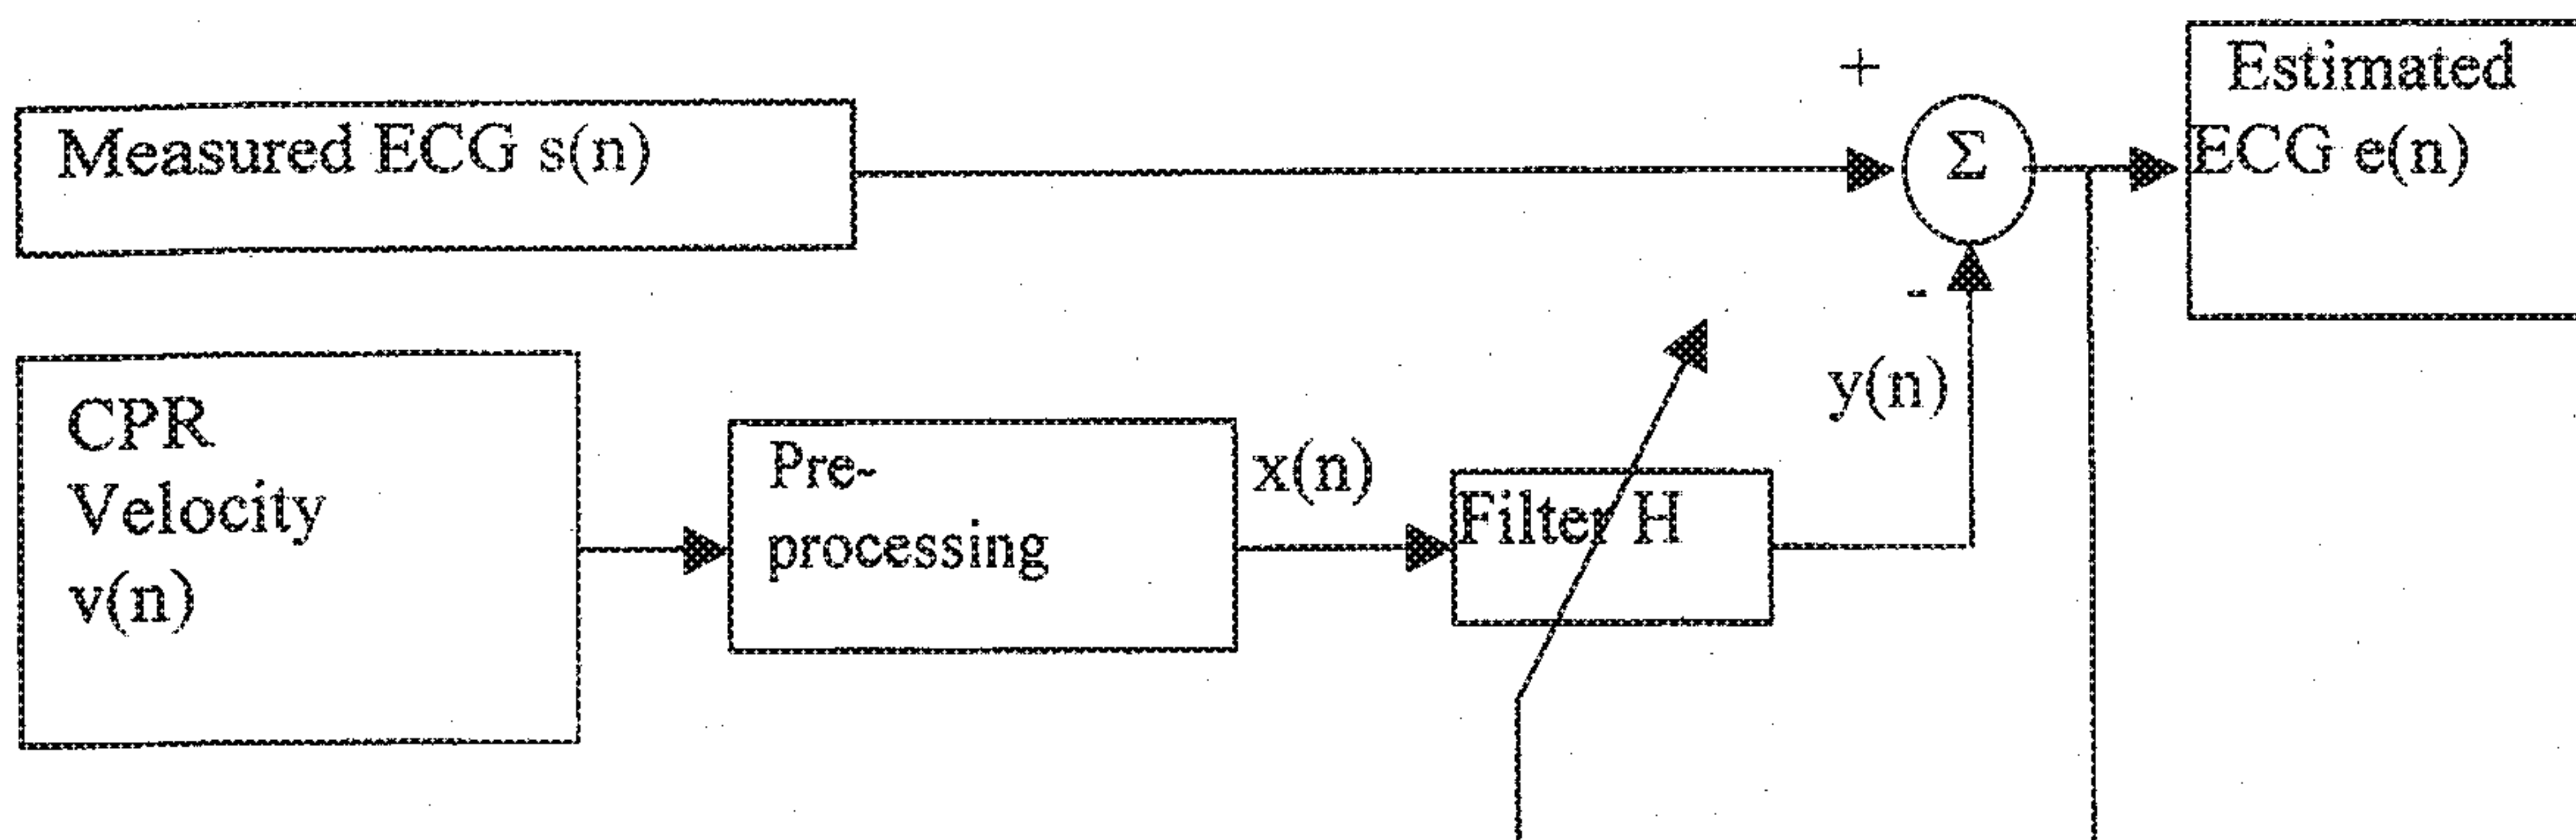 +
Estimated
ECG e(n)
Measured ECG s(n)
Σ
-
y(n)
CPR
Velocity
v(n)
Pre-
processing
x(n)
Filter H